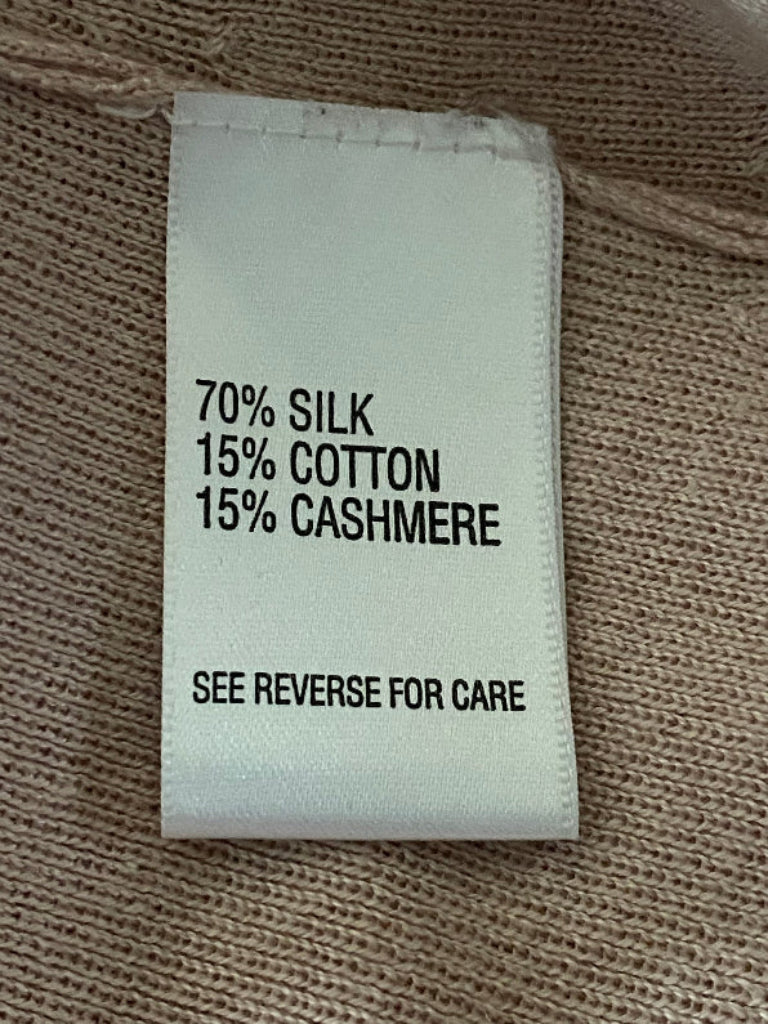 70% SILK
15% COTTON
15% CASHMERE
SEE REVERSE FOR CARE